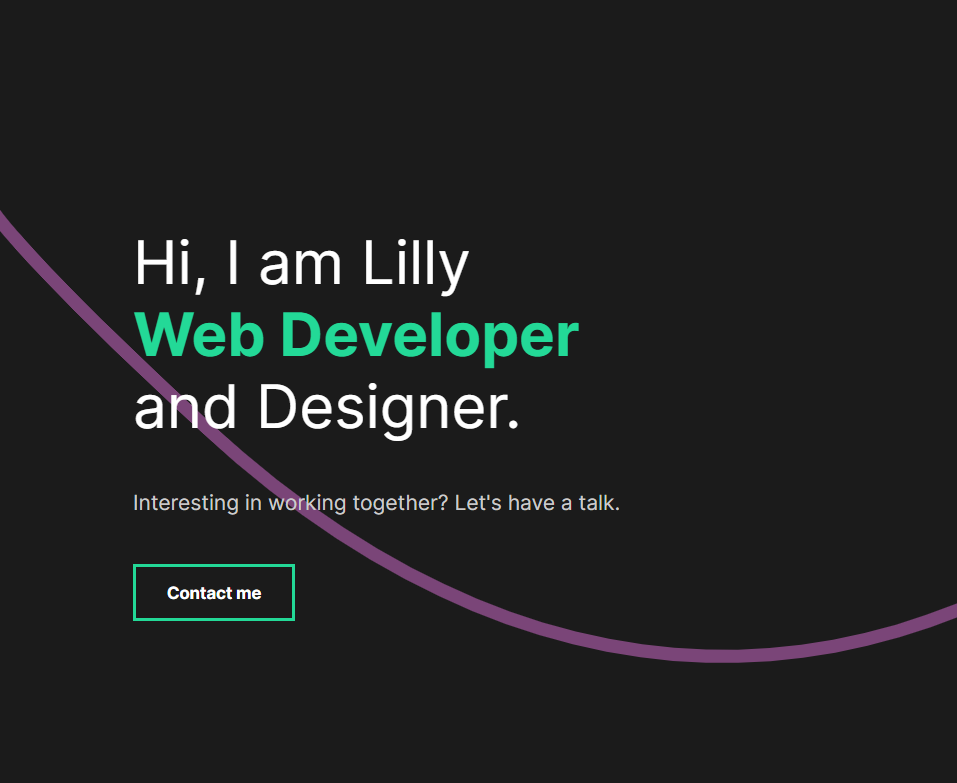 Hi, I am Lilly
Web Developer
and Designer.
Interesting in working together? Let's have a talk.
Contact me